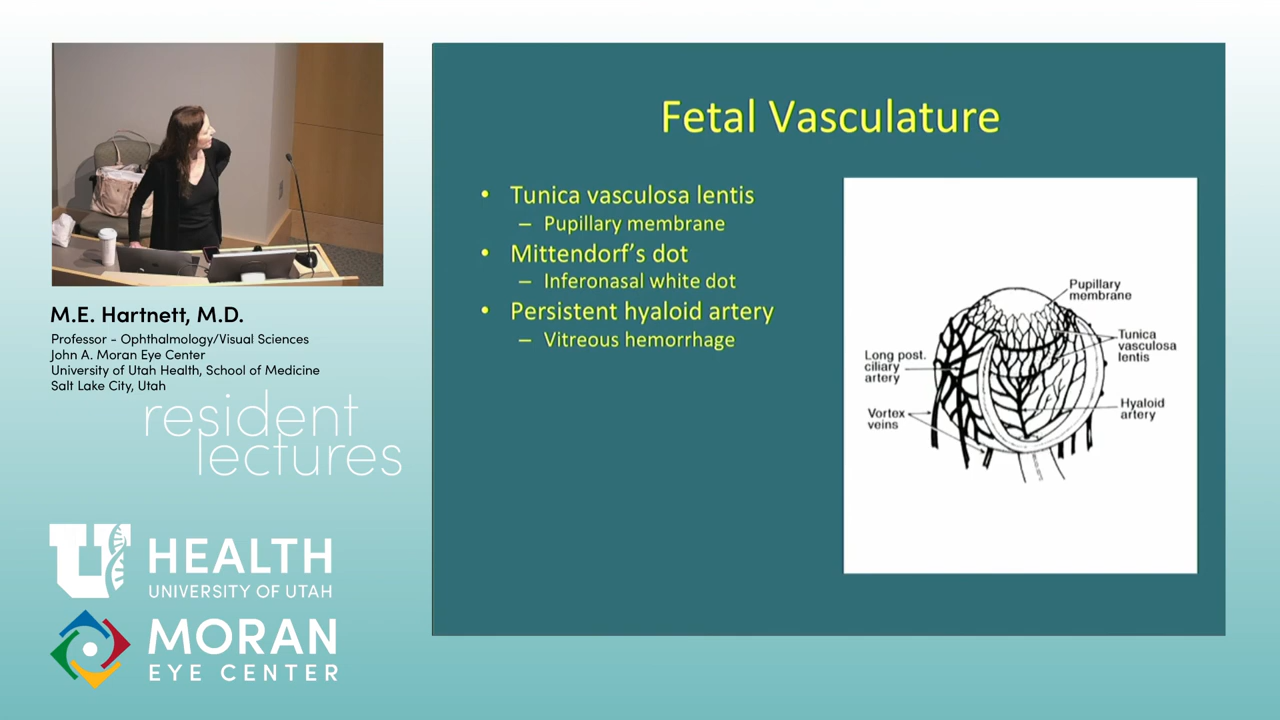 M.E. Hartnett, M.D.
Professor - Ophthalmology/Visual Sciences
John A. Moran Eye Center
University of Utah Health, School of Medicine
Salt Lake City, Utah
resident
lectures
U HEALTH
UNIVERSITY OF UTAH
MORAN
EYE CENTER
Fetal Vasculature
• Tunica vasculosa lentis
– Pupillary membrane
• Mittendorf's dot
– Inferonasal white dot
• Persistent hyaloid artery
– Vitreous hemorrhage
Pupillary
membrane
Tunica
vasculosa
lentis
Long post.
ciliary
artery
Hyaloid
artery
Vortex
veins